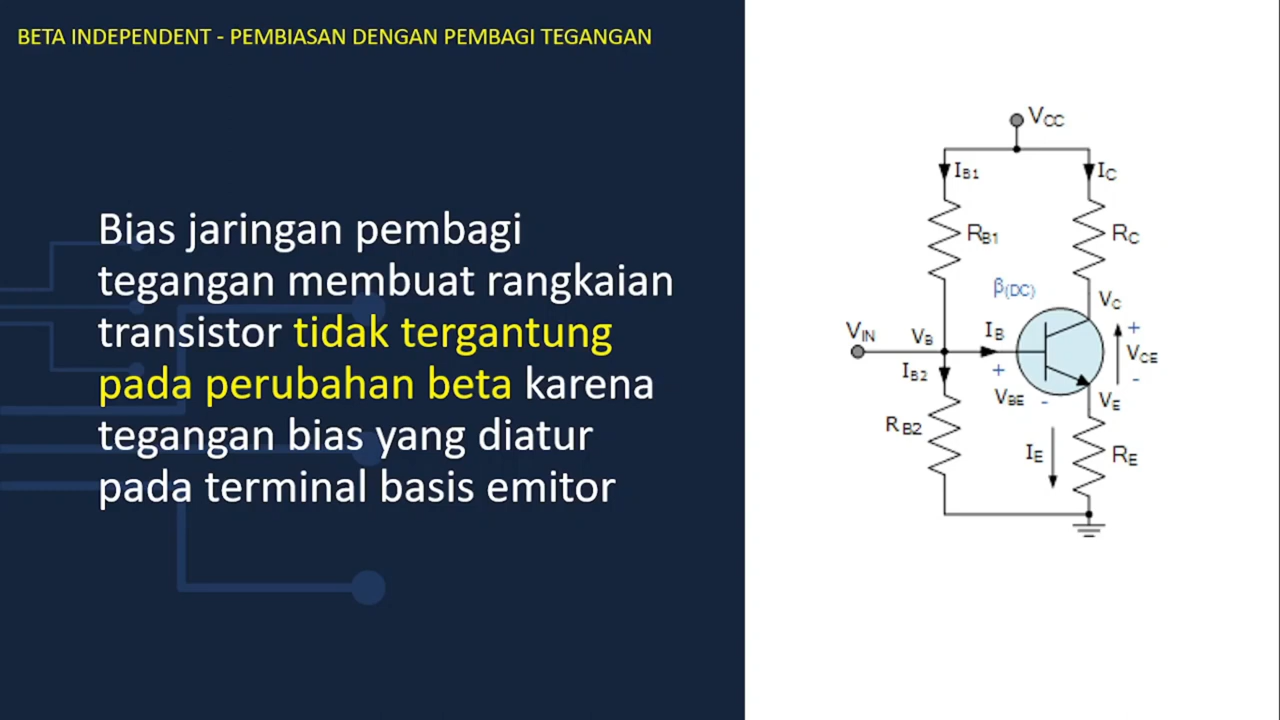 BETA INDEPENDENT - PEMBIASAN DENGAN PEMBAGI TEGANGAN
Bias jaringan pembagi
tegangan membuat rangkaian
transistor tidak tergantung
pada perubahan beta karena
tegangan bias yang diatur
pada terminal basis emitor
VCC
IB1
IC
RB1
RC
β(DC)
VC
VIN
VB
IB
+
VCE
-
IB2
+
VBE
-
VE
RB2
IE
RE